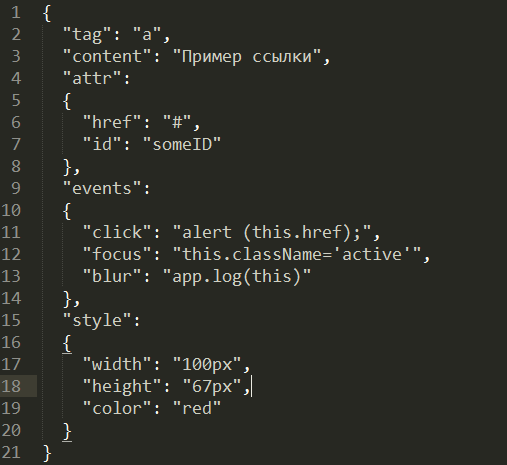 1 {
2   "tag": "a",
3   "content": "Пример ссылки",
4   "attr":
5   {
6     "href": "#",
7     "id": "someID"
8   },
9   "events":
10   {
11     "click": "alert (this.href);",
12     "focus": "this.className='active'",
13     "blur": "app.log(this)"
14   },
15   "style":
16   {
17     "width": "100px",
18     "height": "67px",
19     "color": "red"
20   }
21 }